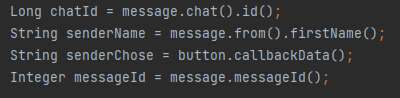 Long chatId = message.chat().id();
String senderName = message.from().firstName();
String senderChose = button.callbackData();
Integer messageId = message.messageId();